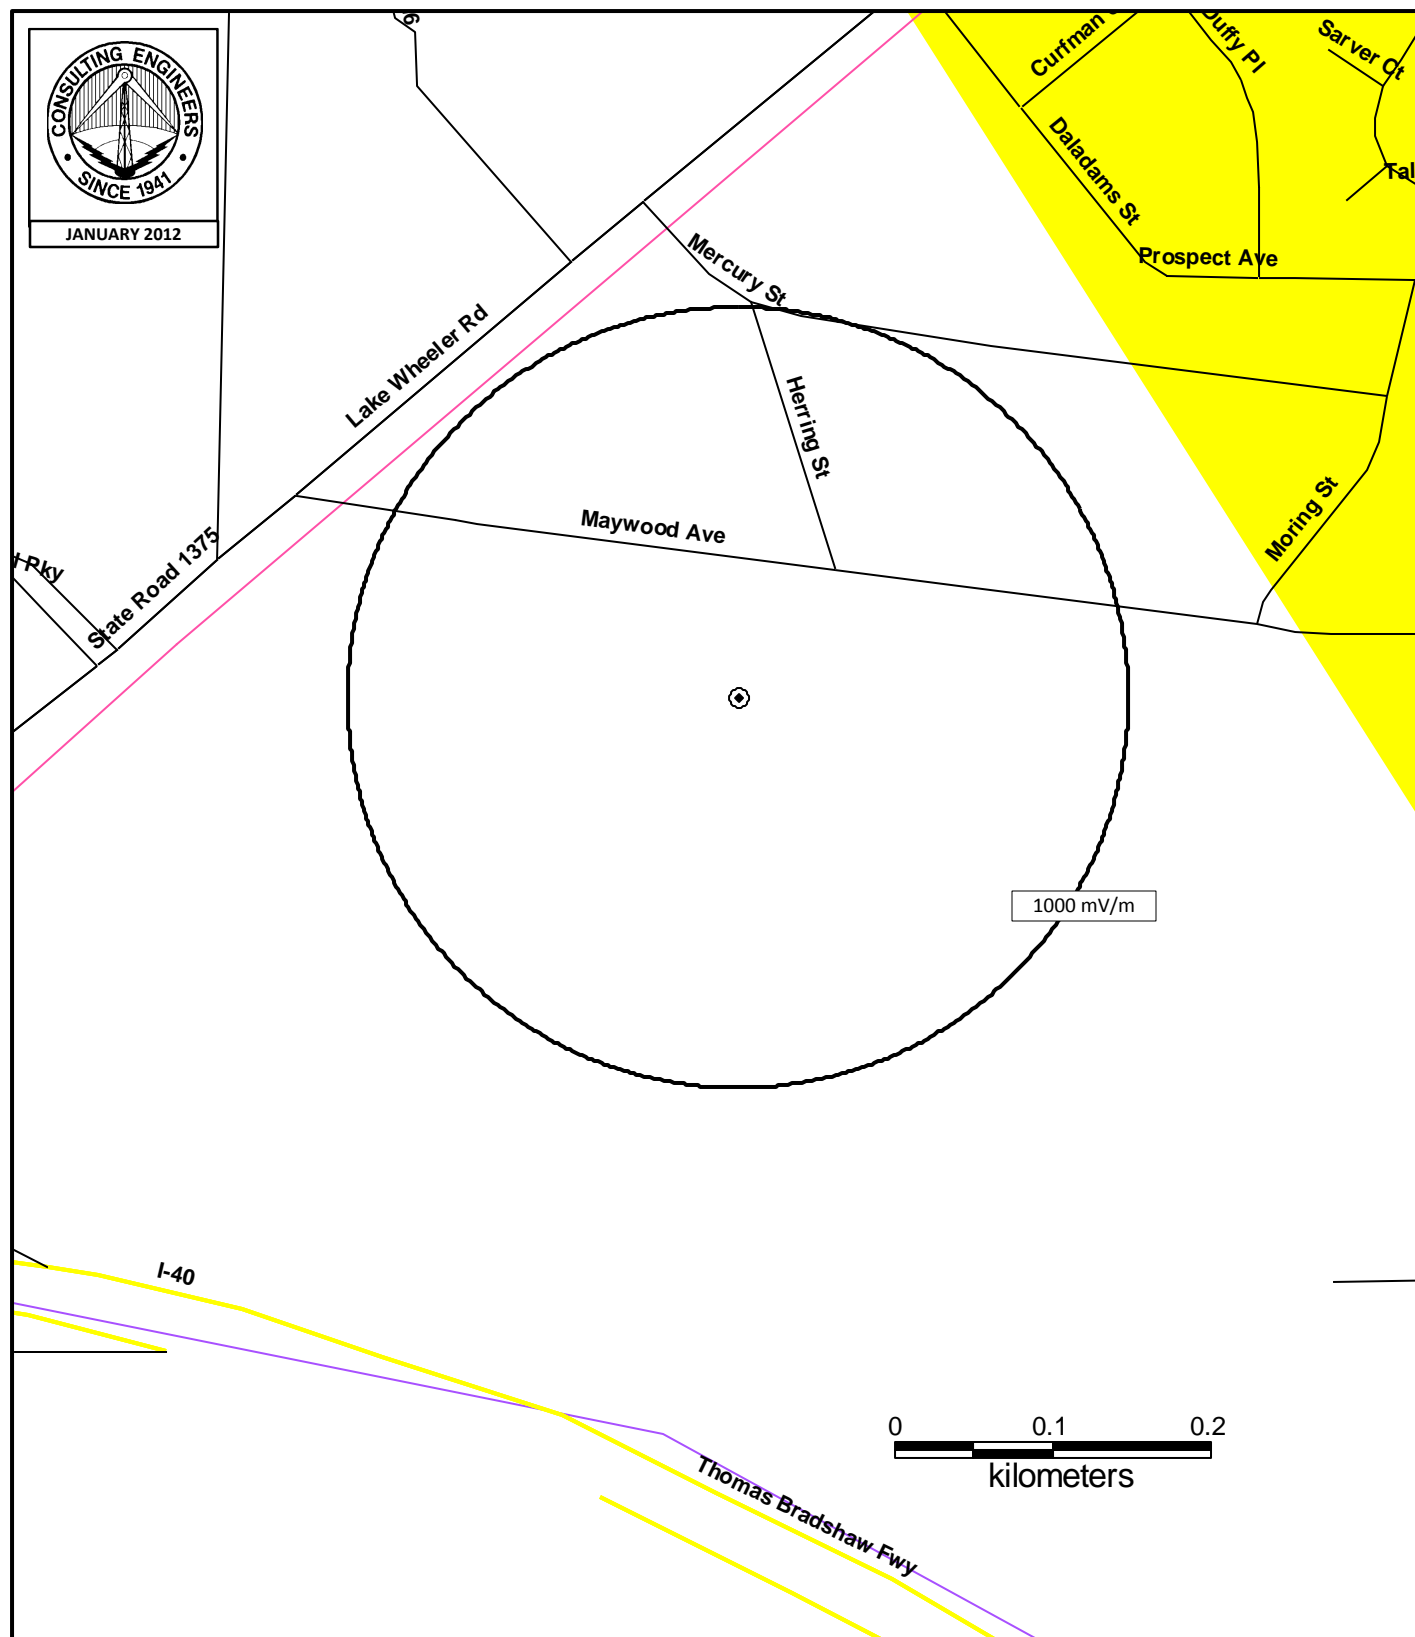 CONSULTING ENGINEERS
SINCE 1941
JANUARY 2012
6
Curfman
Duffy Pl
Sarver Ct
Daladams St
Tal
Prospect Ave
Mercury St
Lake Wheeler Rd
Herring St
Maywood Ave
Moring St
State Road 1375
l Pky
1000 mV/m
I-40
0 0.1 0.2
kilometers
Thomas Bradshaw Fwy